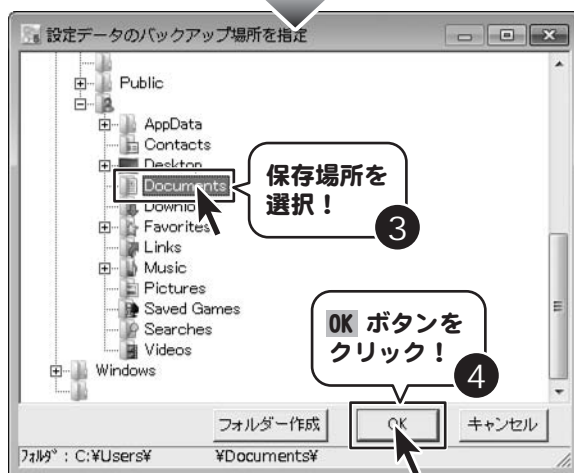 設定データのバックアップ場所を指定
Public
AppData
Contacts
Desktop
Documents
保存場所を
選択！
3
Favorites
Links
Music
Pictures
Saved Games
Searches
Videos
Windows
OK ボタンを
クリック！
4
フォルダー作成
OK
キャンセル
ﾌｫﾙﾀﾞ：C:¥Users¥ ¥Documents¥